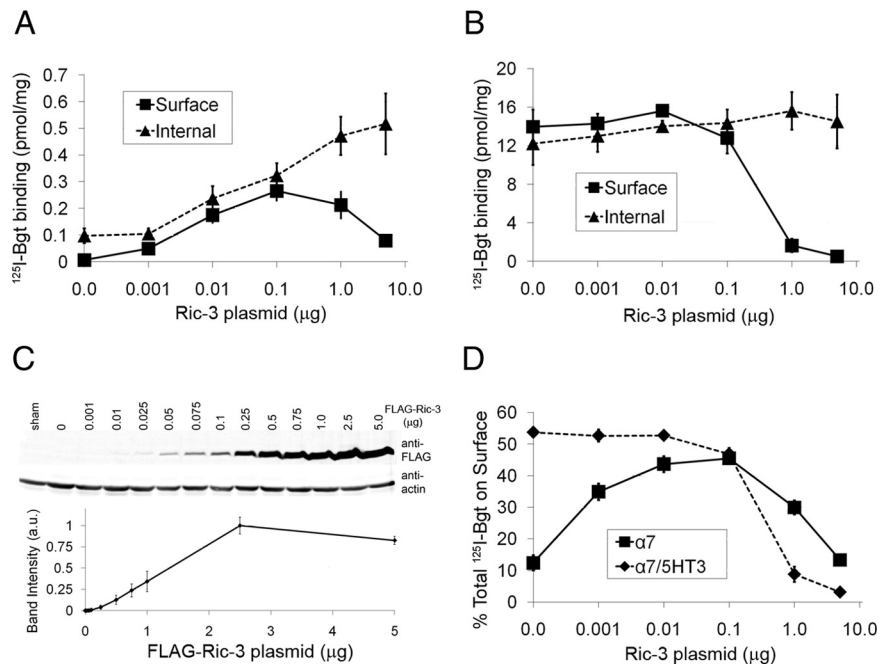 A
¹²⁵I-Bgt binding (pmol/mg)
0.7
0.6
0.5
0.4
0.3
0.2
0.1
0
Surface
Internal
0.0 0.001 0.01 0.1 1.0 10.0
Ric-3 plasmid (μg)
B
¹²⁵I-Bgt binding (pmol/mg)
20
16
12
8
4
0
Surface
Internal
0.0 0.001 0.01 0.1 1.0 10.0
Ric-3 plasmid (μg)
C
sham 0 0.001 0.01 0.025 0.05 0.075 0.1 0.25 0.5 0.75 1.0 2.5 5.0
FLAG-Ric-3
(μg)
anti-
FLAG
anti-
actin
Band Intensity (a.u.)
1
0.75
0.5
0.25
0
0 1 2 3 4 5
FLAG-Ric-3 plasmid (μg)
D
% Total ¹²⁵I-Bgt on Surface
60
50
40
30
20
10
0
α7
α7/5HT3
0.0 0.001 0.01 0.1 1.0 10.0
Ric-3 plasmid (μg)